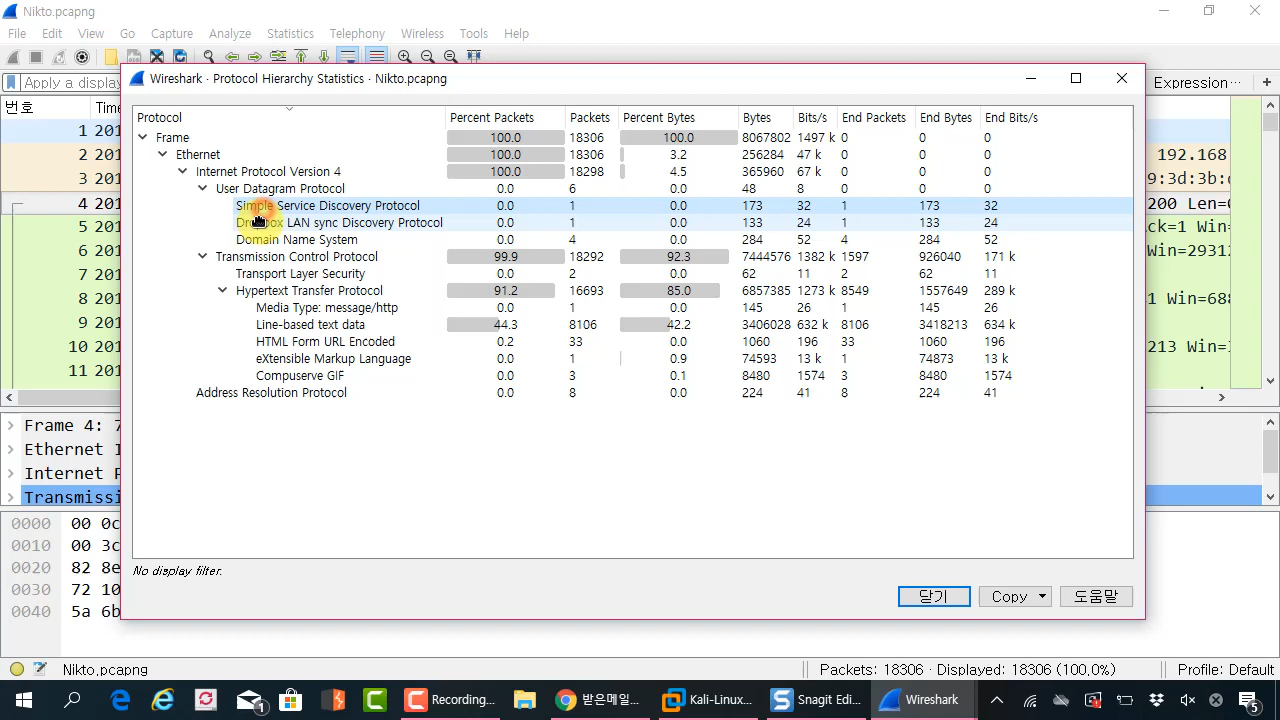 Nikto.pcapng
File Edit View Go Capture Analyze Statistics Telephony Wireless Tools Help
Apply a display
Expression…
번호 Time
1 201
2 201 192.168
3 201 9:3d:3b:d
4 201 200 Len=0
5 201 ck=1 Win=
6 201 Win=29312
7 201
8 201 1 Win=688
9 201
10 201 213 Win=
11 201
Wireshark · Protocol Hierarchy Statistics · Nikto.pcapng
Protocol Percent Packets Packets Percent Bytes Bytes Bits/s End Packets End Bytes End Bits/s
Frame 100.0 18306 100.0 8067802 1497 k 0 0 0
Ethernet 100.0 18306 3.2 256284 47 k 0 0 0
Internet Protocol Version 4 100.0 18298 4.5 365960 67 k 0 0 0
User Datagram Protocol 0.0 6 0.0 48 8 0 0 0
Simple Service Discovery Protocol 0.0 1 0.0 173 32 1 173 32
Dropbox LAN sync Discovery Protocol 0.0 1 0.0 133 24 1 133 24
Domain Name System 0.0 4 0.0 284 52 4 284 52
Transmission Control Protocol 99.9 18292 92.3 7444576 1382 k 1597 926040 171 k
Transport Layer Security 0.0 2 0.0 62 11 2 62 11
Hypertext Transfer Protocol 91.2 16693 85.0 6857385 1273 k 8549 1557649 289 k
Media Type: message/http 0.0 1 0.0 145 26 1 145 26
Line-based text data 44.3 8106 42.2 3406028 632 k 8106 3418213 634 k
HTML Form URL Encoded 0.2 33 0.0 1060 196 33 1060 196
eXtensible Markup Language 0.0 1 0.9 74593 13 k 1 74873 13 k
Compuserve GIF 0.0 3 0.1 8480 1574 3 8480 1574
Address Resolution Protocol 0.0 8 0.0 224 41 8 224 41
No display filter.
닫기 Copy 도움말
Frame 4: 7
Ethernet I
Internet P
Transmissi
0000 00 0c
0010 00 3c
0020 82 8e
0030 72 10
0040 5a 6b
Nikto.pcapng
Packets: 18306 · Displayed: 18306 (100.0%)
Profile: Default
1 Recording... 받은메일... Kali-Linux... Snagit Edi... Wireshark 5